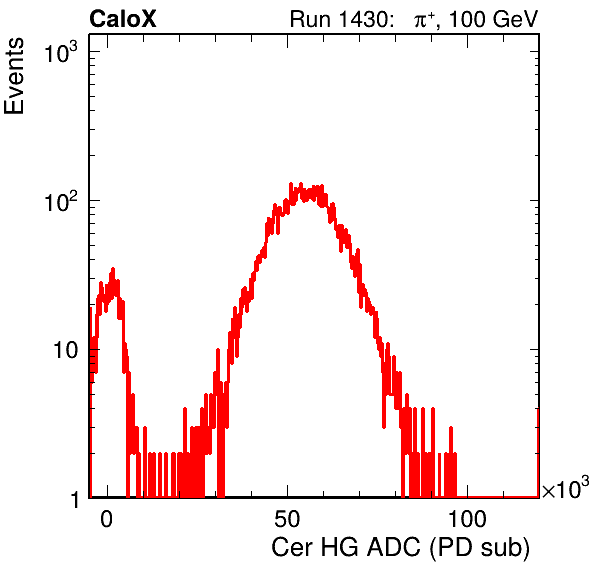 CaloX Run 1430: π⁺, 100 GeV
Events
10³
10²
10
1
0 50 100 ×10³
Cer HG ADC (PD sub)